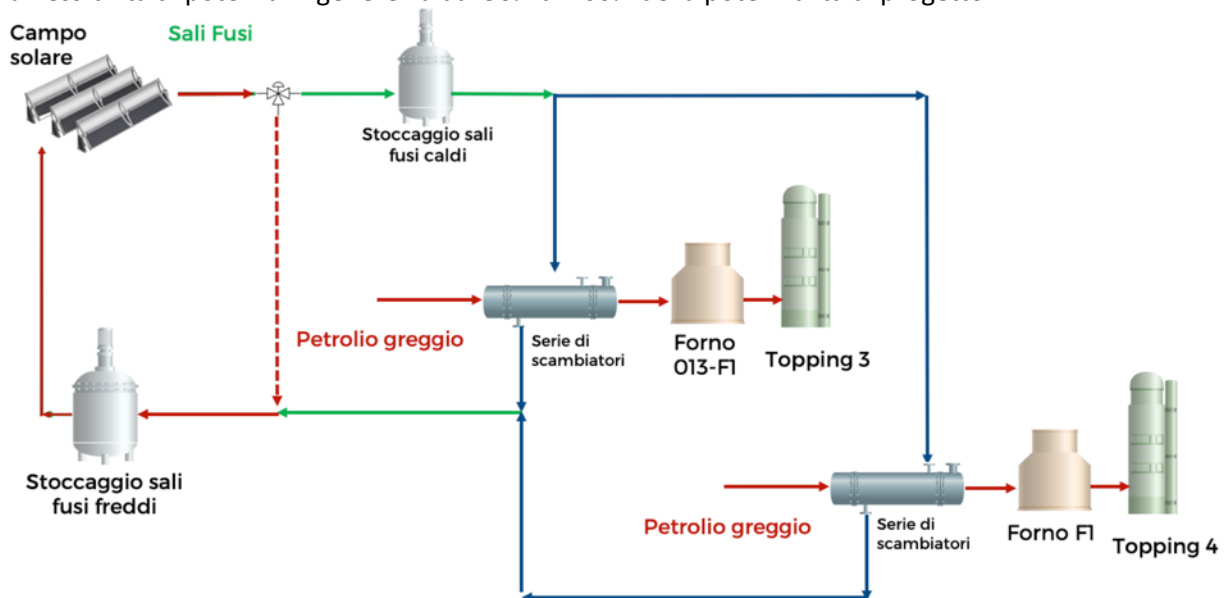 Campo
solare
Sali Fusi
Stoccaggio sali
fusi caldi
Petrolio greggio
Serie di
scambiatori
Forno
013-F1
Topping 3
Stoccaggio sali
fusi freddi
Petrolio greggio
Serie di
scambiatori
Forno F1
Topping 4